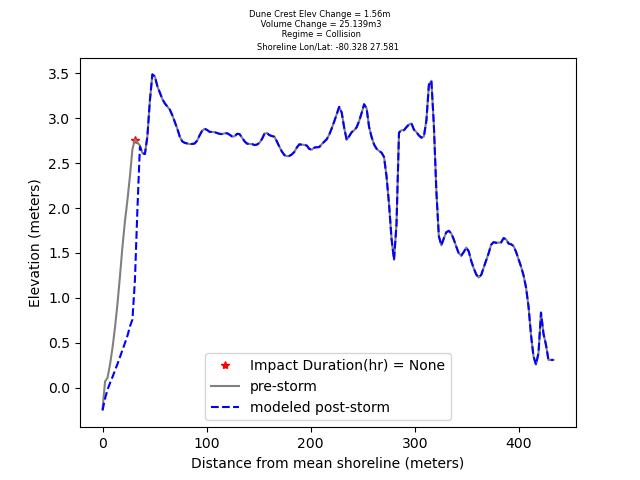 Dune Crest Elev Change = 1.56m
Volume Change = 25.139m3
Regime = Collision
Shoreline Lon/Lat: -80.328 27.581
3.5
3.0
2.5
2.0
1.5
1.0
0.5
0.0
Elevation (meters)
Impact Duration(hr) = None
pre-storm
modeled post-storm
0 100 200 300 400
Distance from mean shoreline (meters)